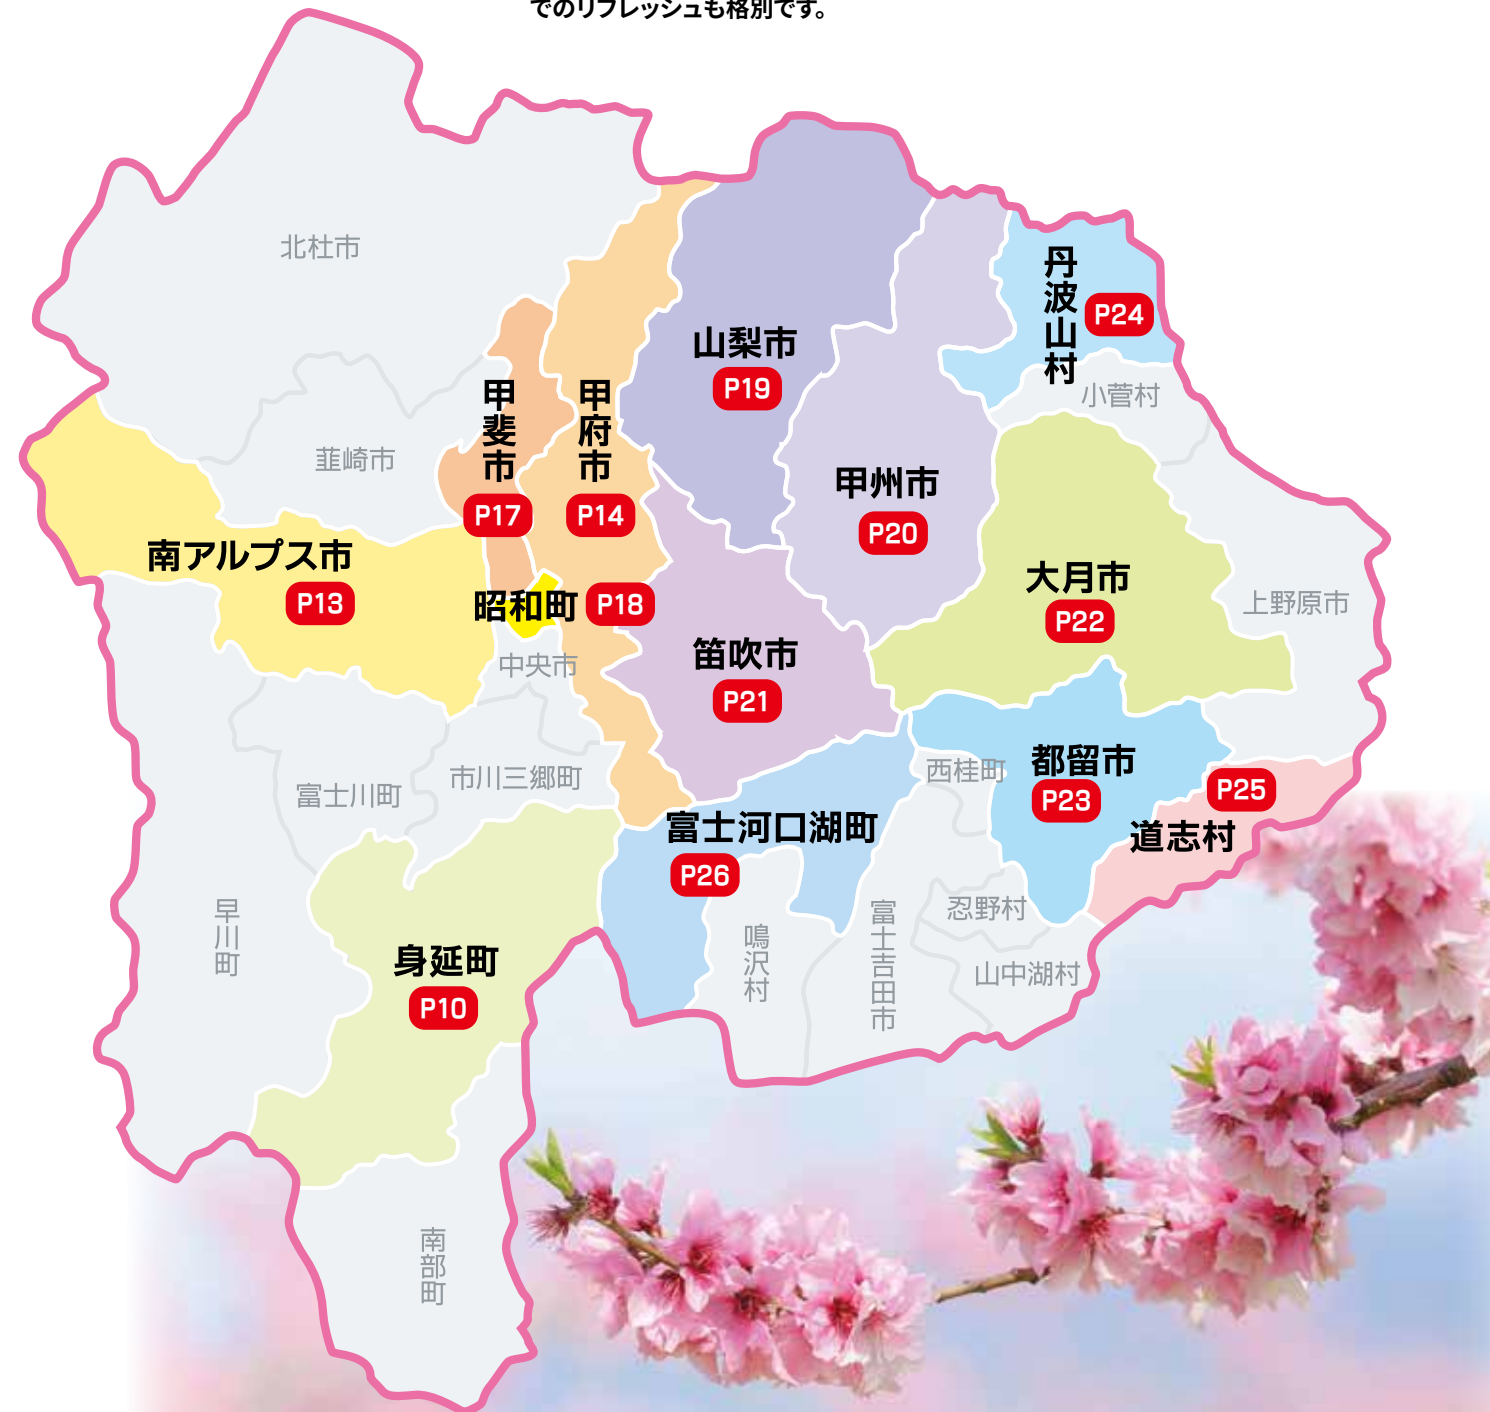 でのリフレッシュも格別です。
北杜市
韮崎市
甲斐市
P17
甲府市
P14
山梨市
P19
甲州市
P20
丹波山村
P24
小菅村
南アルプス市
P13
昭和町
P18
中央市
笛吹市
P21
大月市
P22
上野原市
富士川町
市川三郷町
西桂町
都留市
P23
P25
道志村
富士河口湖町
P26
早川町
身延町
P10
鳴沢村
富士吉田市
忍野村
山中湖村
南部町